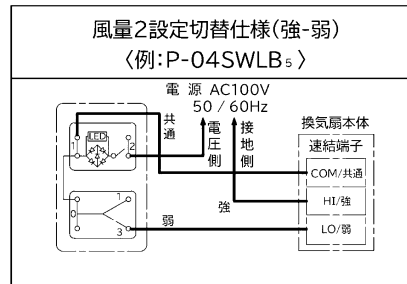 風量2設定切替仕様(強-弱)
〈例:P-04SWLB₅〉
電 源 AC100V
50 / 60Hz
共通
電圧側
接地側
換気扇本体
速結端子
LED
1
2
COM/共通
HI/強
LO/弱
強
弱
0
1
3